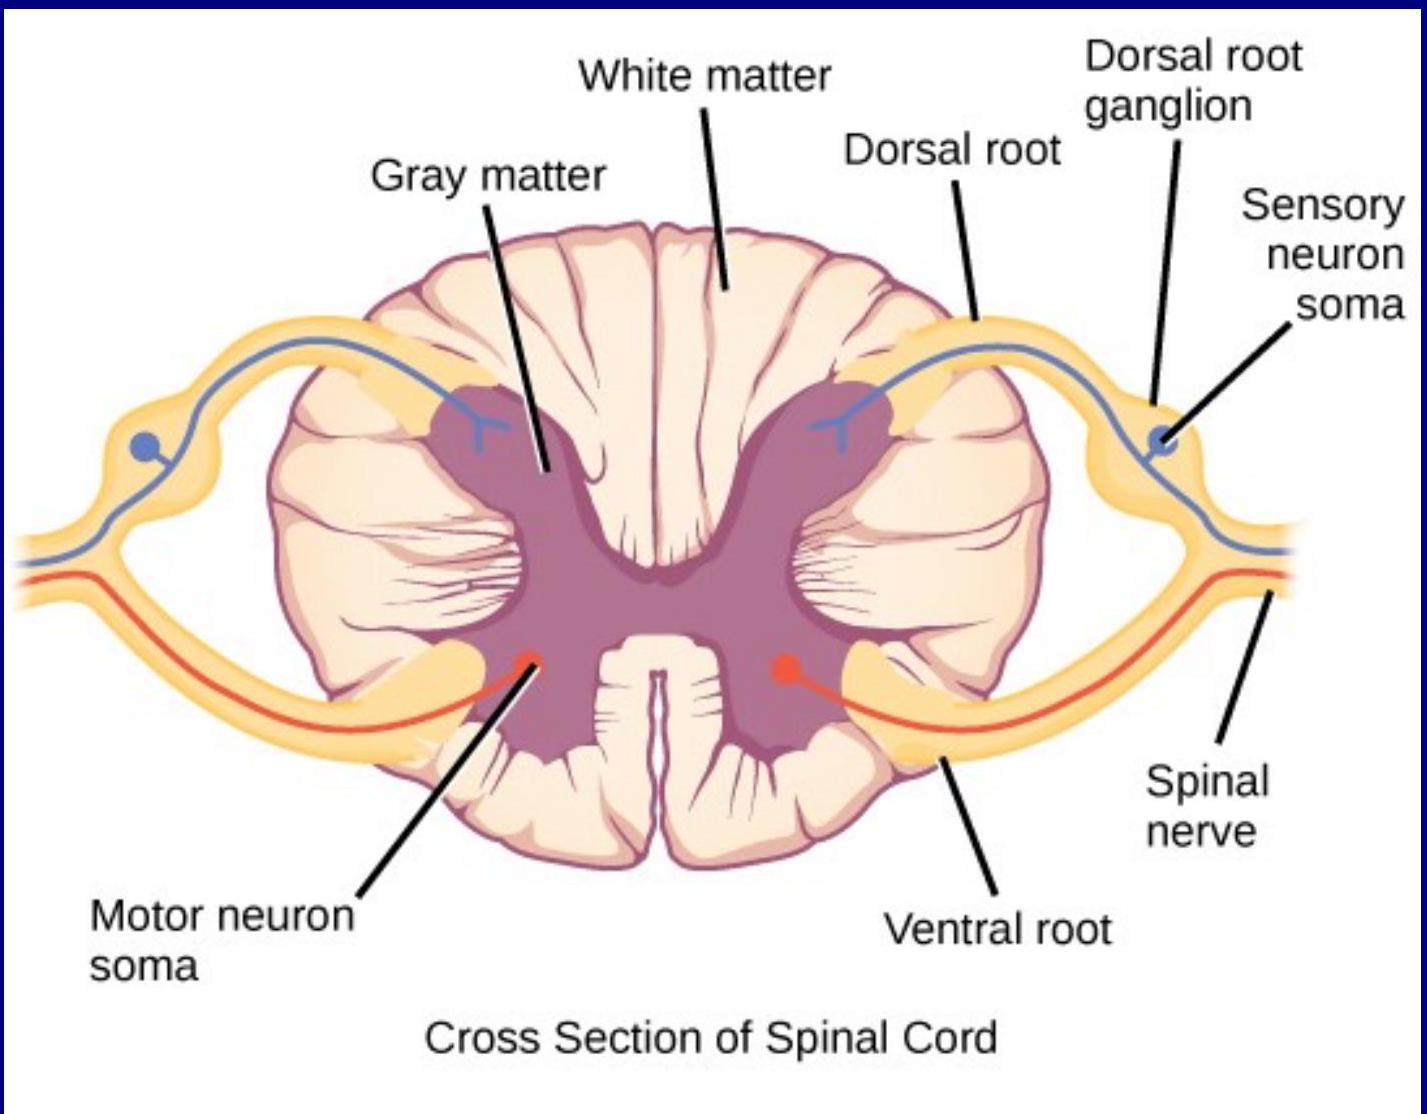 White matter
Dorsal root
ganglion
Dorsal root
Gray matter
Sensory
neuron
soma
Spinal
nerve
Motor neuron
soma
Ventral root
Cross Section of Spinal Cord